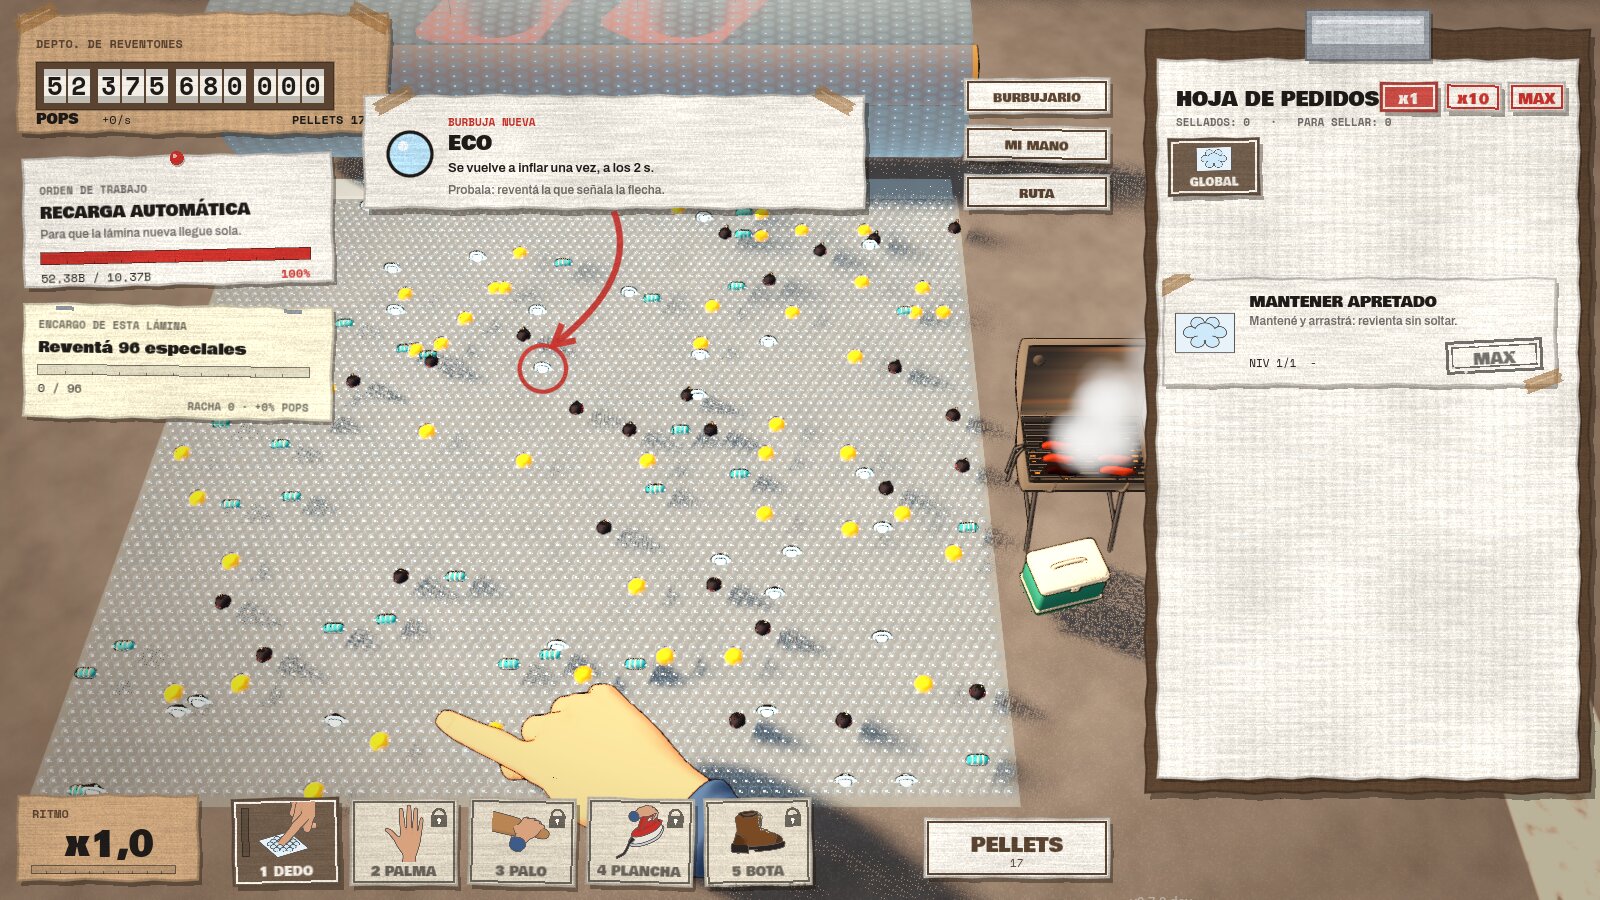 DEPTO. DE REVENTONES
52 375 680 000
POPS +0/s PELLETS 17
ORDEN DE TRABAJO
RECARGA AUTOMÁTICA
Para que la lámina nueva llegue sola.
52.38B / 10.37B 100%
ENCARGO DE ESTA LÁMINA
Reventá 96 especiales
0 / 96
RACHA 0 · +0% POPS
BURBUJA NUEVA
ECO
Se vuelve a inflar una vez, a los 2 s.
Probala: reventá la que señala la flecha.
BURBUJARIO
MI MANO
RUTA
HOJA DE PEDIDOS x1 x10 MAX
SELLADOS: 0 · PARA SELLAR: 0
GLOBAL
MANTENER APRETADO
Mantené y arrastrá: revienta sin soltar.
NIV 1/1 - MAX
RITMO
x1,0
1 DEDO
2 PALMA
3 PALO
4 PLANCHA
5 BOTA
PELLETS
17